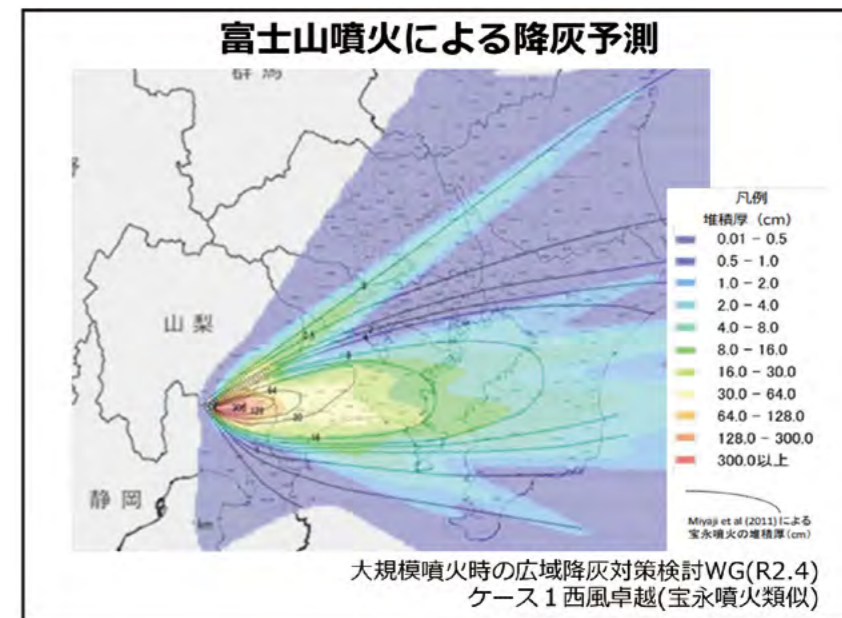 富士山噴火による降灰予測
群 馬
野
山 梨
静 岡
凡例
堆積厚 (cm)
0.01 - 0.5
0.5 - 1.0
1.0 - 2.0
2.0 - 4.0
4.0 - 8.0
8.0 - 16.0
16.0 - 30.0
30.0 - 64.0
64.0 - 128.0
128.0 - 300.0
300.0以上
Miyaji et al (2011)による
宝永噴火の堆積厚(cm)
64
16
大規模噴火時の広域降灰対策検討WG(R2.4)
ケース１西風卓越(宝永噴火類似)